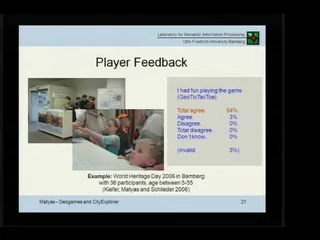 Laboratory for Semantic Information Processing
Otto-Friedrich-University Bamberg
Player Feedback
I had fun playing the game
(GeoTicTacToe)
Total agree: 94%
Agree: 3%
Disagree: 0%
Total disagree: 0%
Don't know: 0%
(invalid 3%)
Example: World Heritage Day 2006 in Bamberg
with 36 participants, age between 5-55
(Kiefer, Matyas and Schlieder 2006)
Matyas - Geogames and CityExplorer 21